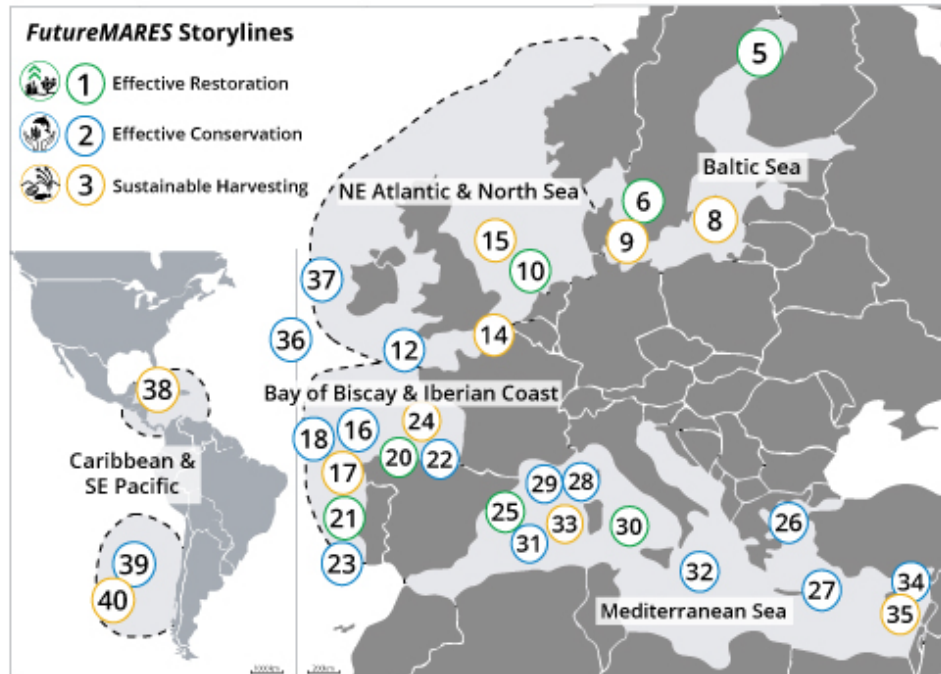 FutureMARES Storylines
1 Effective Restoration
2 Effective Conservation
3 Sustainable Harvesting
5
Baltic Sea
NE Atlantic & North Sea
6
8
9
15
10
37
36
12
14
38
Bay of Biscay & Iberian Coast
24
16
18
20
22
17
Caribbean &
SE Pacific
29
28
25
21
33
30
26
31
23
39
32
27
34
40
Mediterranean Sea
35
1000km
200km